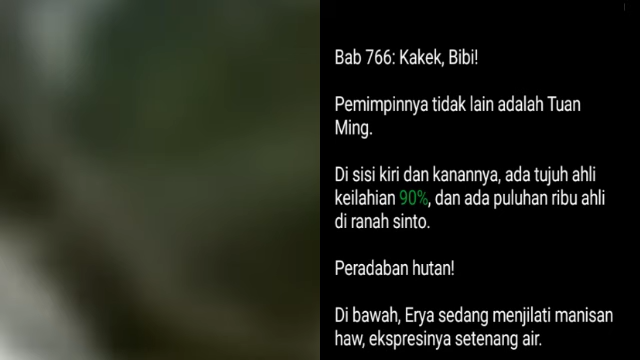 Bab 766: Kakek, Bibi!
Pemimpinnya tidak lain adalah Tuan
Ming.
Di sisi kiri dan kanannya, ada tujuh ahli
keilahian 90%, dan ada puluhan ribu ahli
di ranah sinto.
Peradaban hutan!
Di bawah, Erya sedang menjilati manisan
haw, ekspresinya setenang air.